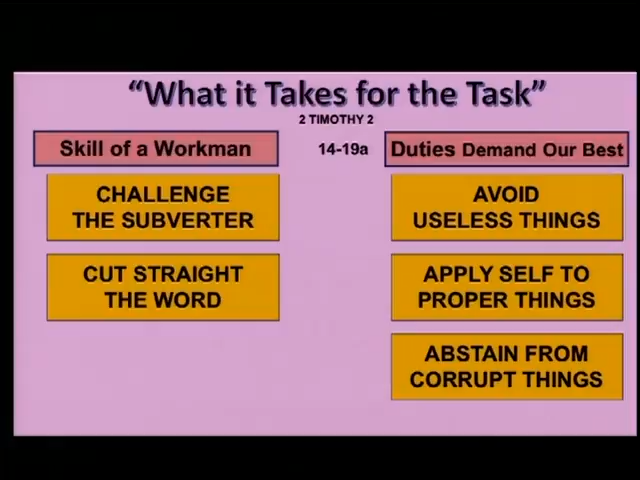 “What it Takes for the Task”
2 TIMOTHY 2
Skill of a Workman
14-19a
Duties Demand Our Best
CHALLENGE
THE SUBVERTER
CUT STRAIGHT
THE WORD
AVOID
USELESS THINGS
APPLY SELF TO
PROPER THINGS
ABSTAIN FROM
CORRUPT THINGS